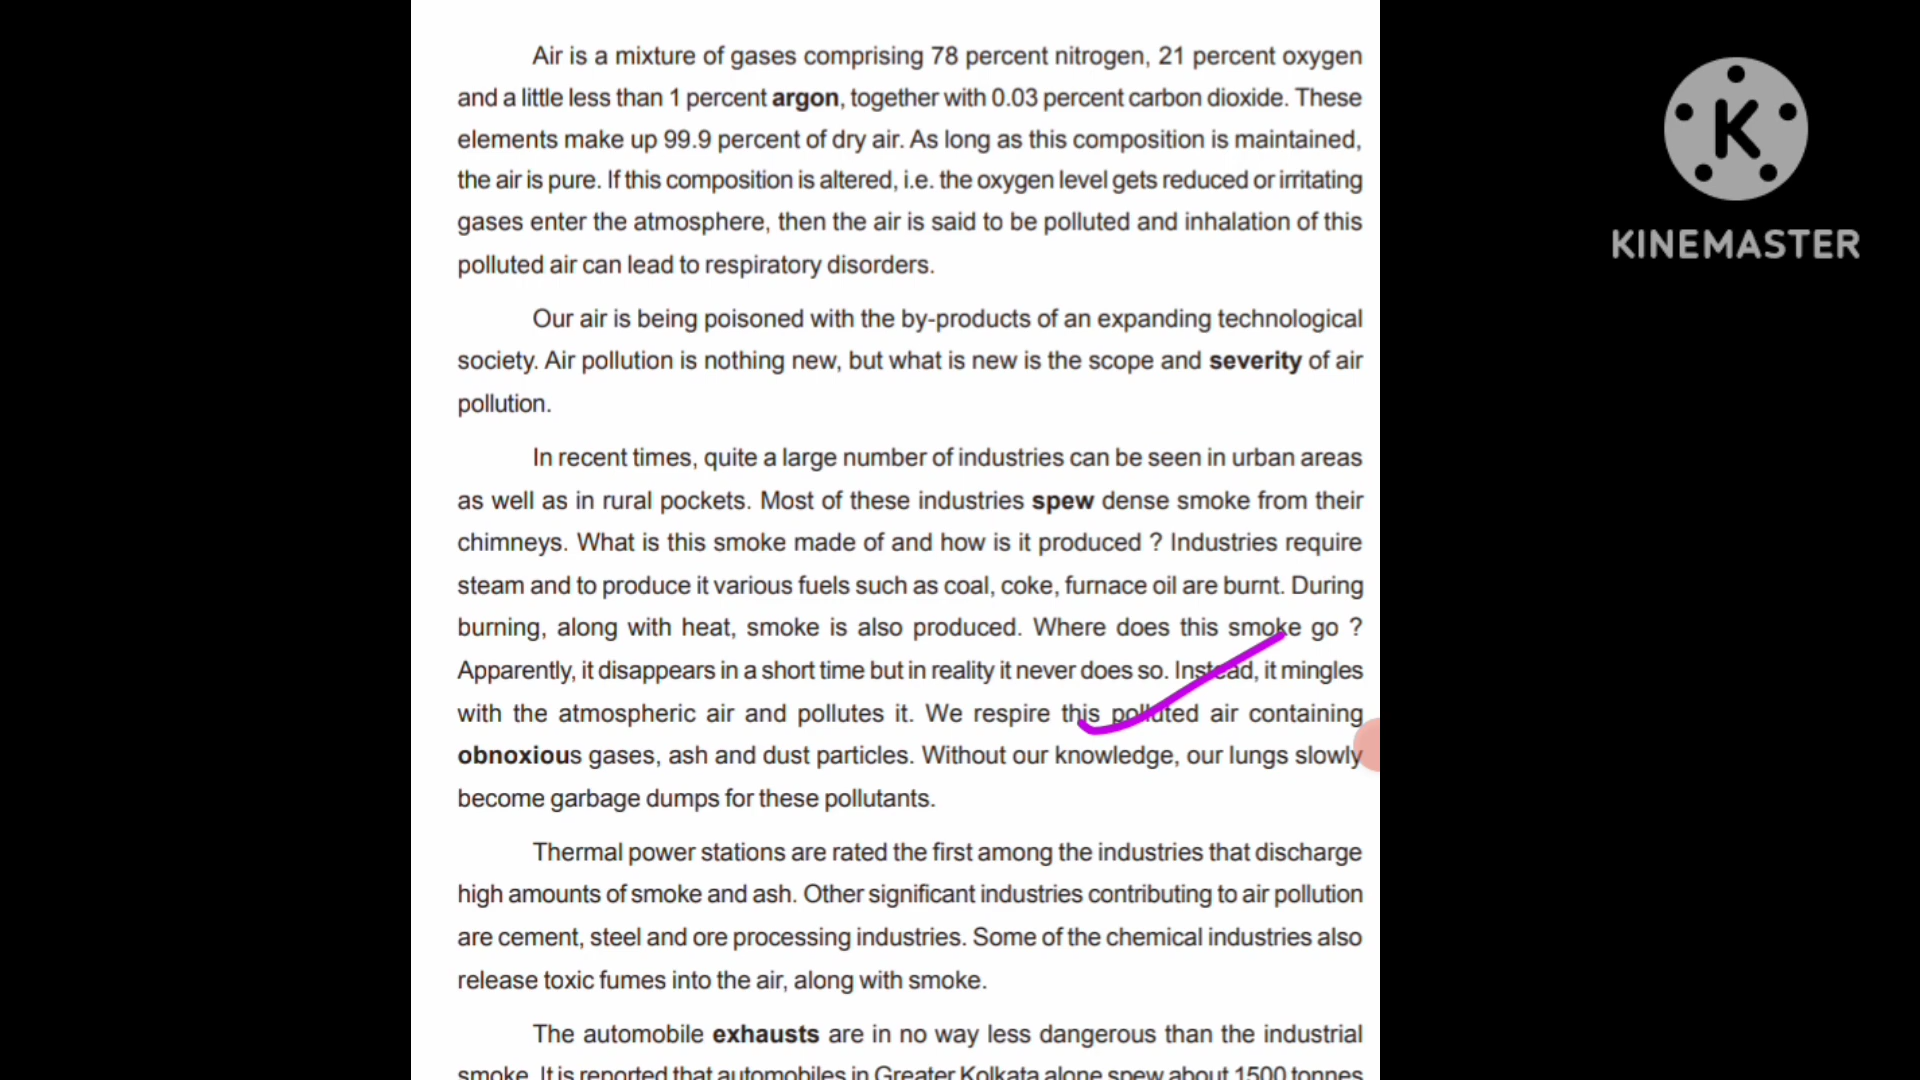 Air is a mixture of gases comprising 78 percent nitrogen, 21 percent oxygen
and a little less than 1 percent argon, together with 0.03 percent carbon dioxide. These
elements make up 99.9 percent of dry air. As long as this composition is maintained,
the air is pure. If this composition is altered, i.e. the oxygen level gets reduced or irritating
gases enter the atmosphere, then the air is said to be polluted and inhalation of this
polluted air can lead to respiratory disorders.
Our air is being poisoned with the by-products of an expanding technological
society. Air pollution is nothing new, but what is new is the scope and severity of air
pollution.
In recent times, quite a large number of industries can be seen in urban areas
as well as in rural pockets. Most of these industries spew dense smoke from their
chimneys. What is this smoke made of and how is it produced ? Industries require
steam and to produce it various fuels such as coal, coke, furnace oil are burnt. During
burning, along with heat, smoke is also produced. Where does this smoke go ?
Apparently, it disappears in a short time but in reality it never does so. Instead, it mingles
with the atmospheric air and pollutes it. We respire this polluted air containing
obnoxious gases, ash and dust particles. Without our knowledge, our lungs slowly
become garbage dumps for these pollutants.
Thermal power stations are rated the first among the industries that discharge
high amounts of smoke and ash. Other significant industries contributing to air pollution
are cement, steel and ore processing industries. Some of the chemical industries also
release toxic fumes into the air, along with smoke.
The automobile exhausts are in no way less dangerous than the industrial
smoke. It is reported that automobiles in Greater Kolkata alone spew about 1500 tonnes
K
KINEMASTER